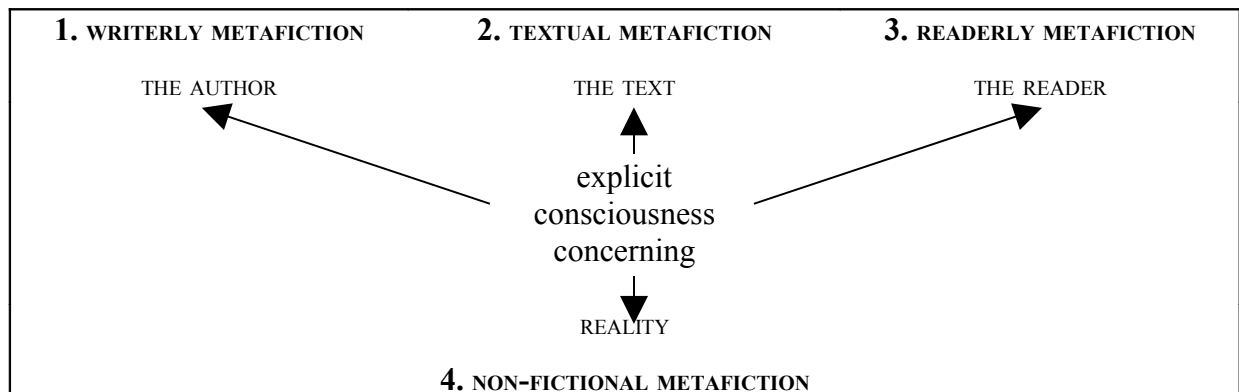 1. WRITERLY METAFICTION 2. TEXTUAL METAFICTION 3. READERLY METAFICTION
THE AUTHOR THE TEXT THE READER
explicit
consciousness
concerning
REALITY
4. NON-FICTIONAL METAFICTION